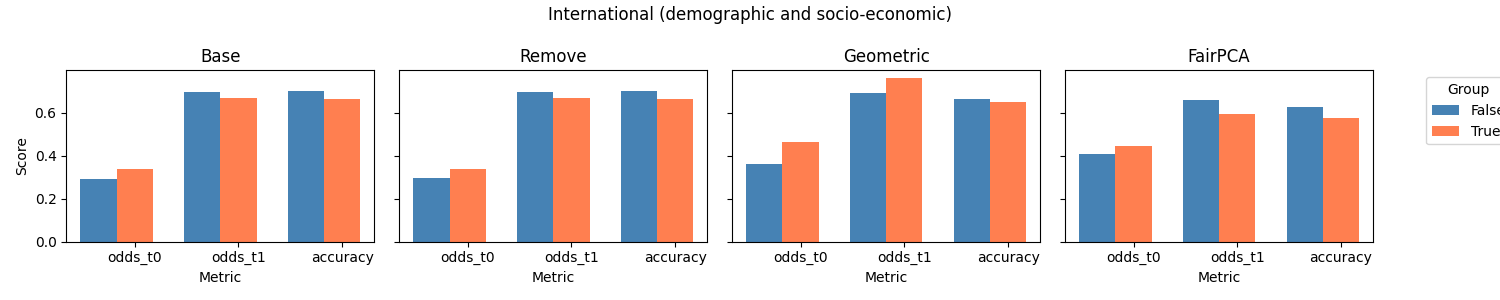 International (demographic and socio-economic)
Base
Remove
Geometric
FairPCA
Score
0.6
0.4
0.2
0.0
odds_t0 odds_t1 accuracy
Metric
odds_t0 odds_t1 accuracy
Metric
odds_t0 odds_t1 accuracy
Metric
odds_t0 odds_t1 accuracy
Metric
Group
False
True